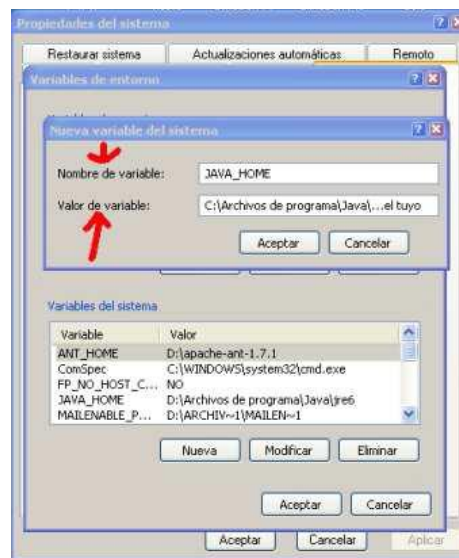 Propiedades del sistema
Restaurar sistema Actualizaciones automáticas Remoto
Variables de entorno
Nueva variable del sistema
Nombre de variable: JAVA_HOME
Valor de variable: C:\Archivos de programa\Java\...el tuyo
Aceptar Cancelar
Variables del sistema
Variable Valor
ANT_HOME D:\apache-ant-1.7.1
ComSpec C:\WINDOWS\system32\cmd.exe
FP_NO_HOST_C... NO
JAVA_HOME D:\Archivos de programa\Java\jre6
MAILENABLE_P... D:\ARCHIV~1\MAILEN~1
Nueva Modificar Eliminar
Aceptar Cancelar
Aceptar Cancelar Aplicar